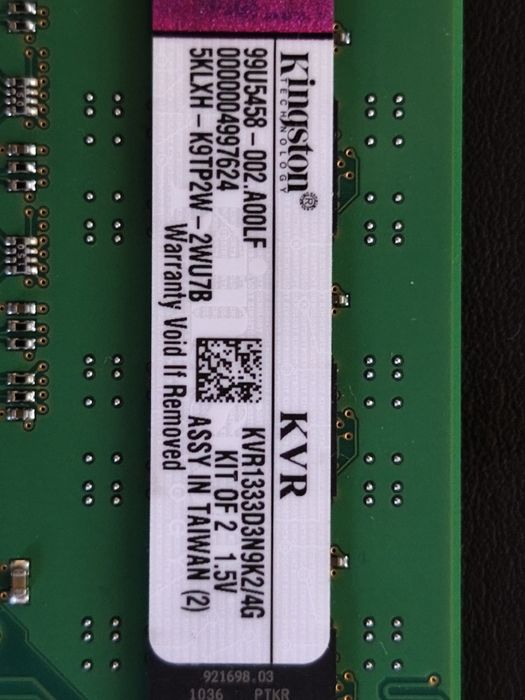 Kingston®
TECHNOLOGY
KVR
99U5458 - 002.A00LF
0000004997624
5KLXH - K9TP2W - 2WU7B
Warranty Void If Removed
KVR1333D3N9K2/4G
KIT OF 2 1.5V
ASSY IN TAIWAN (2)
921698.03
1036 PTKR